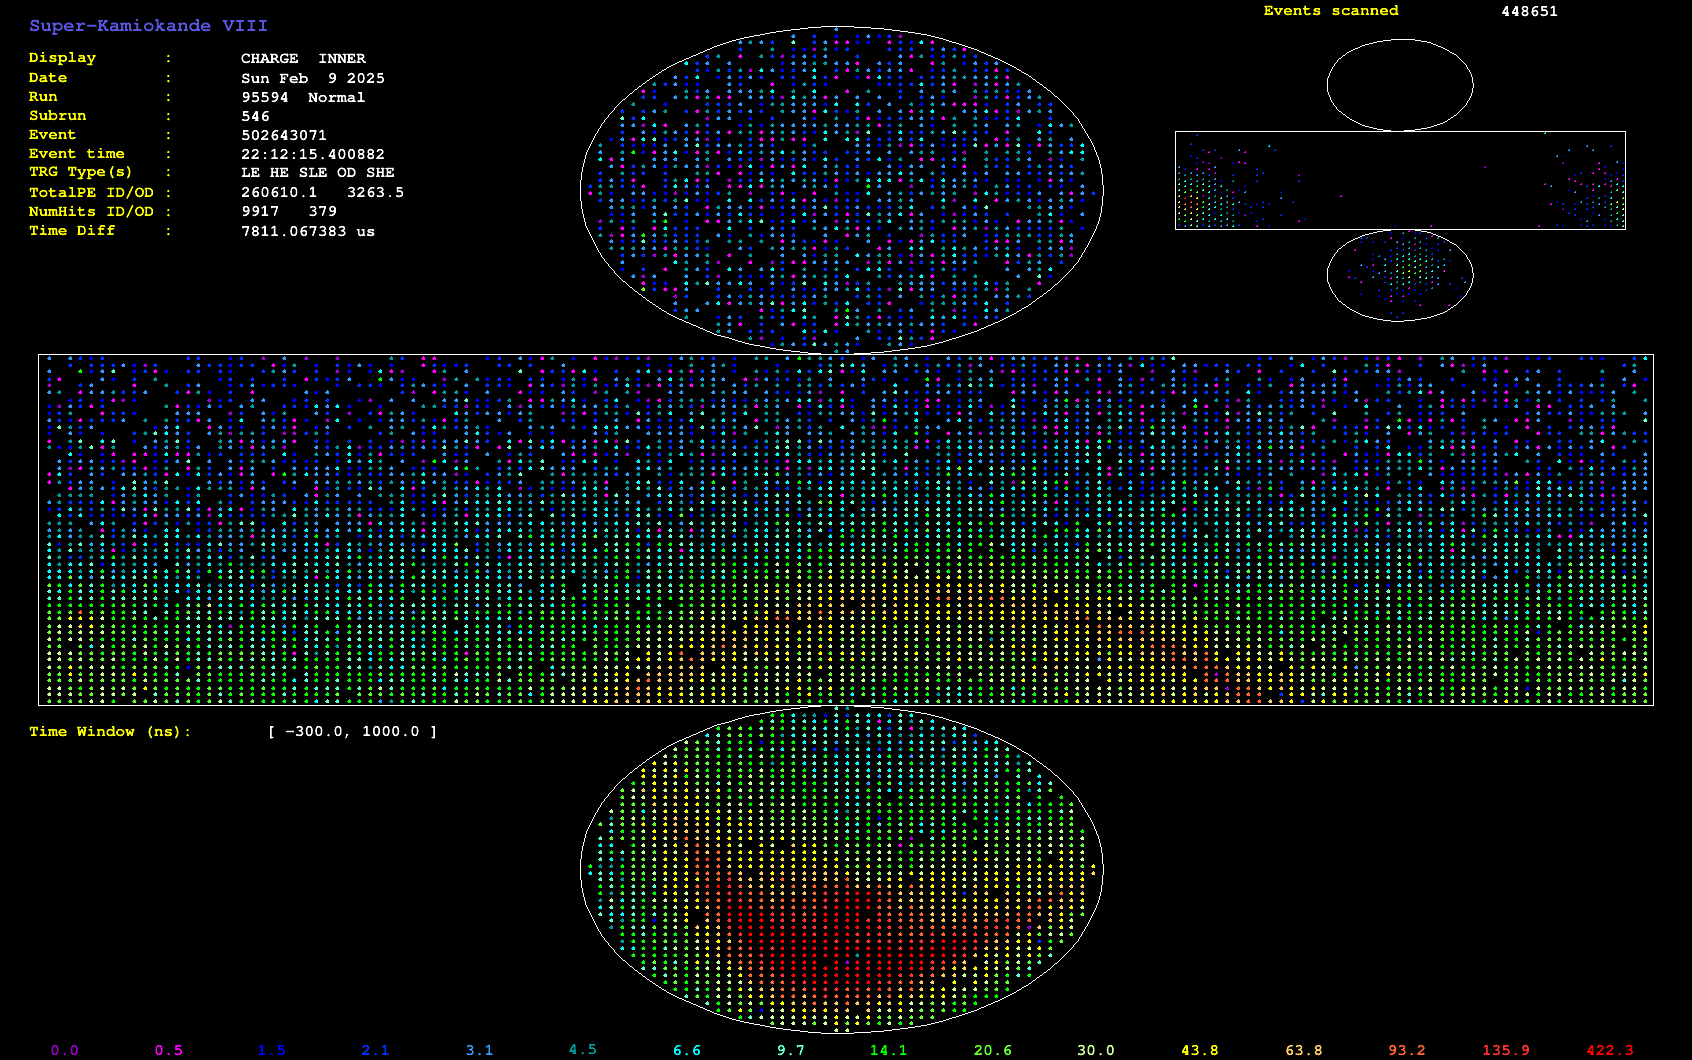 Super-Kamiokande VIII
Display : CHARGE INNER
Date : Sun Feb 9 2025
Run : 95594 Normal
Subrun : 546
Event : 502643071
Event time : 22:12:15.400882
TRG Type(s) : LE HE SLE OD SHE
TotalPE ID/OD : 260610.1 3263.5
NumHits ID/OD : 9917 379
Time Diff : 7811.067383 us
Events scanned 448651
Time Window (ns): [ -300.0, 1000.0 ]
0.0 0.5 1.5 2.1 3.1 4.5 6.6 9.7 14.1 20.6 30.0 43.8 63.8 93.2 135.9 422.3